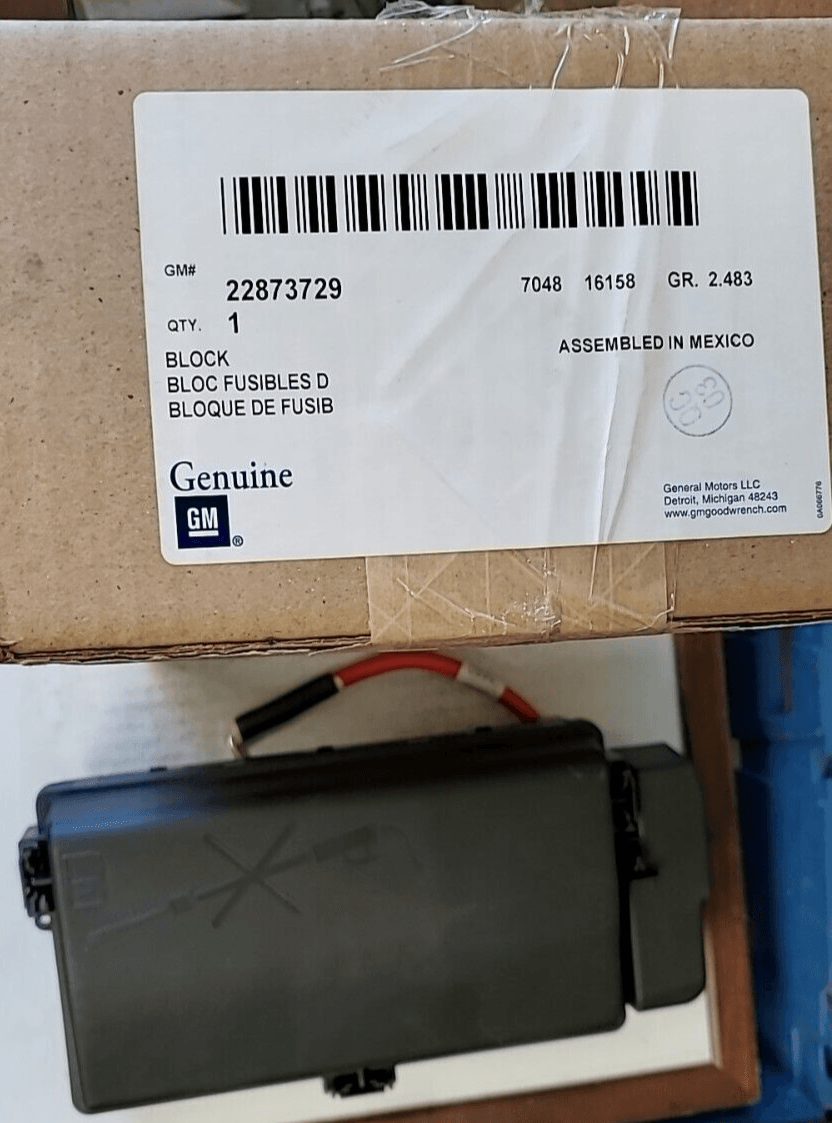 GM# 22873729 7048 16158 GR. 2.483
QTY. 1
ASSEMBLED IN MEXICO
BLOCK
BLOC FUSIBLES D
BLOQUE DE FUSIB
Genuine
GM®
General Motors LLC
Detroit, Michigan 48243
www.gmgoodwrench.com